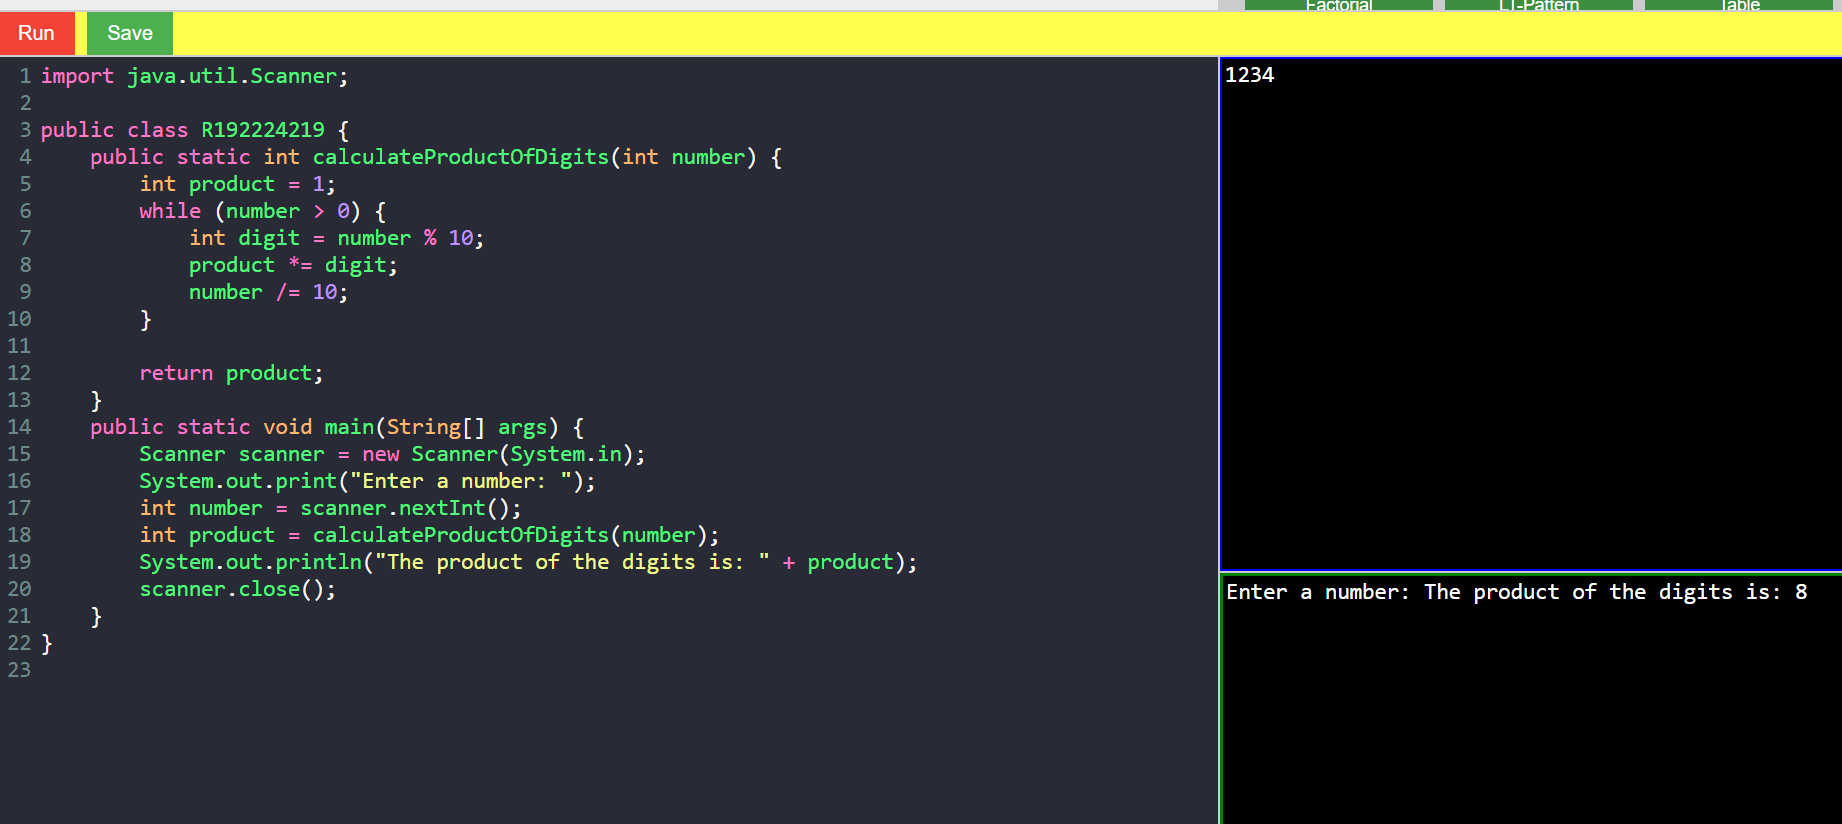 Factorial LT-Pattern Table
Run Save
1 import java.util.Scanner;
2
3 public class R192224219 {
4     public static int calculateProductOfDigits(int number) {
5         int product = 1;
6         while (number > 0) {
7             int digit = number % 10;
8             product *= digit;
9             number /= 10;
10         }
11
12         return product;
13     }
14     public static void main(String[] args) {
15         Scanner scanner = new Scanner(System.in);
16         System.out.print("Enter a number: ");
17         int number = scanner.nextInt();
18         int product = calculateProductOfDigits(number);
19         System.out.println("The product of the digits is: " + product);
20         scanner.close();
21     }
22 }
23
1234
Enter a number: The product of the digits is: 8